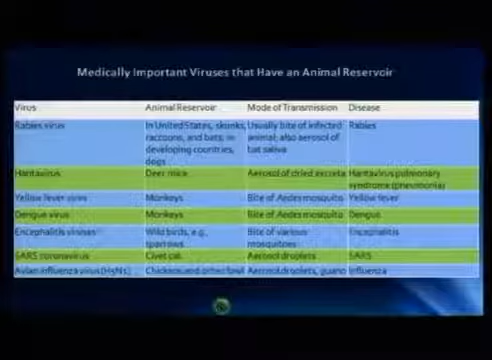 Medically Important Viruses that Have an Animal Reservoir
Virus Animal Reservoir Mode of Transmission Disease
Rabies virus In United States, skunks, Usually bite of infected Rabies
raccoons, and bats; in animal; also aerosol of
developing countries, bat saliva
dogs
Hantavirus Deer mice Aerosol of dried excreta Hantavirus pulmonary
syndrome (pneumonia)
Yellow fever virus Monkeys Bite of Aedes mosquito Yellow fever
Dengue virus Monkeys Bite of Aedes mosquito Dengue
Encephalitis viruses Wild birds, e.g., Bite of various Encephalitis
sparrows mosquitoes
SARS coronavirus Civet cat Aerosol droplets SARS
Avian influenza virus (H5N1) Chickens and other fowl Aerosol droplets, guano Influenza